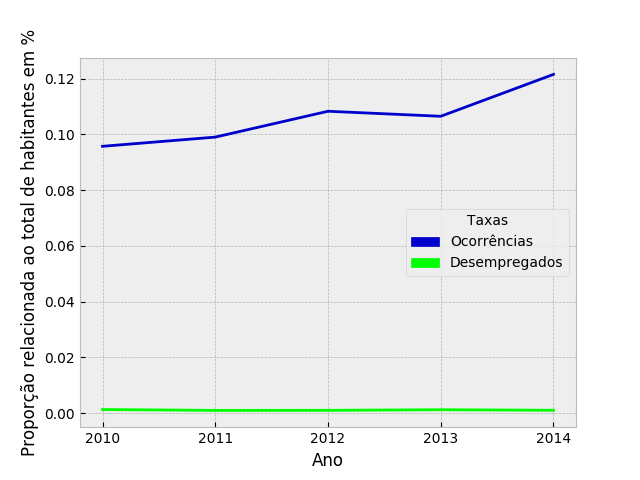 Proporção relacionada ao total de habitantes em %
0.12
0.10
0.08
0.06
0.04
0.02
0.00
Taxas
Ocorrências
Desempregados
2010 2011 2012 2013 2014
Ano